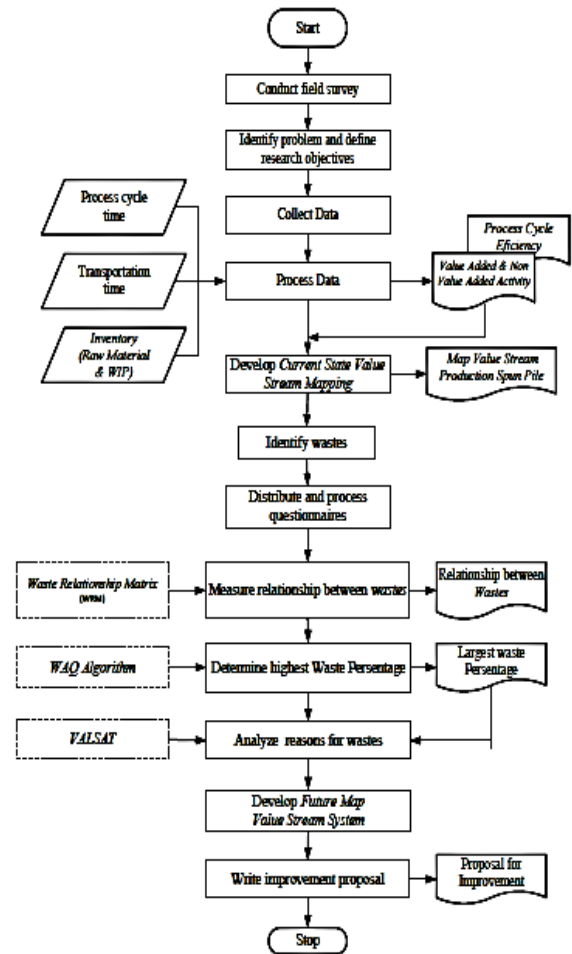 Start
Conduct field survey
Identify problem and define
research objectives
Process cycle
time
Collect Data
Process Cycle
Eficiency
Transportation
time
Process Data
Value Added & Non
Value Added Activity
Inventory
(Raw Material
& WIP)
Develop Current State Value
Stream Mapping
Map Value Stream
Production Spun Pile
Identify wastes
Distribute and process
questionnaires
Waste Relationship Matrix
(WRM)
Measure relationship between wastes
Relationship between
Wastes
WAQ Algorithm
Determine highest Waste Persentage
Largest waste
Persentage
VALSAT
Analyze reasons for wastes
Develop Future Map
Value Stream System
Write improvement proposal
Proposal for
Improvement
Stop